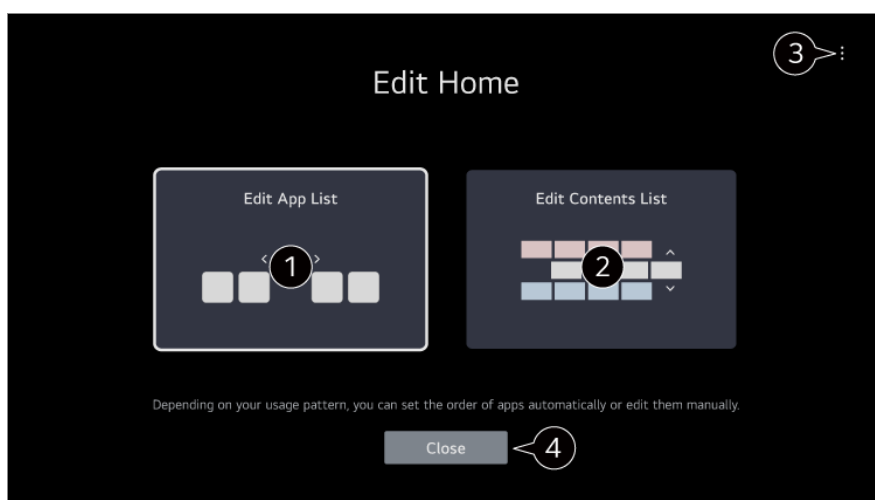 3
Edit Home
Edit App List
Edit Contents List
1
2
Depending on your usage pattern, you can set the order of apps automatically or edit them manually.
Close
4